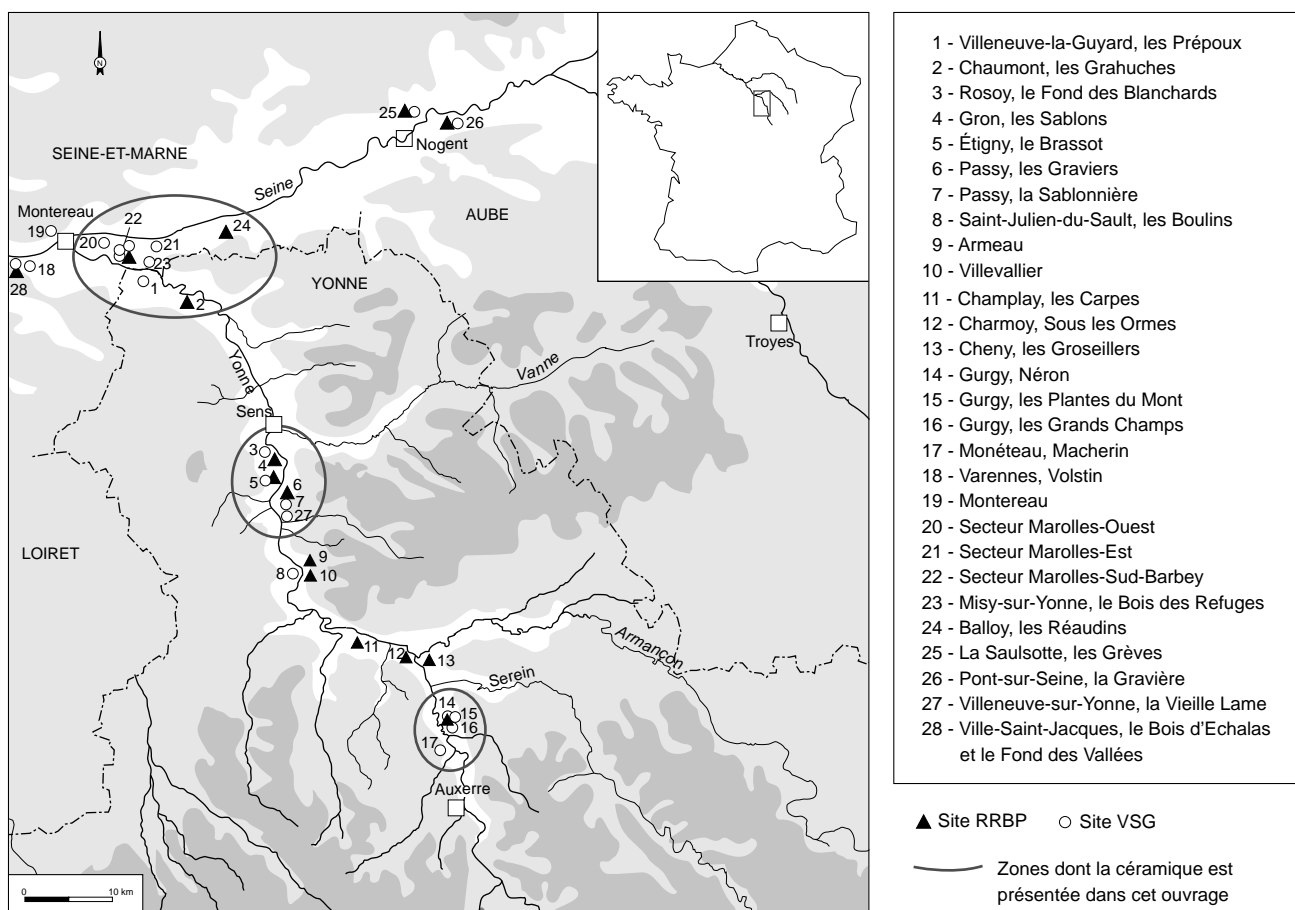 N
SEINE-ET-MARNE
25
26
Nogent
Seine
Montereau
22
24
AUBE
19
20
21
23
18
1
28
2
YONNE
Troyes
Yonne
Vanne
Sens
3
4
5
6
7
27
LOIRET
9
8
10
11
12
13
Armançon
Serein
14
15
16
17
Auxerre
0
10 km
1 - Villeneuve-la-Guyard, les Prépoux
2 - Chaumont, les Grahuches
3 - Rosoy, le Fond des Blanchards
4 - Gron, les Sablons
5 - Étigny, le Brassot
6 - Passy, les Graviers
7 - Passy, la Sablonnière
8 - Saint-Julien-du-Sault, les Boulins
9 - Armeau
10 - Villevallier
11 - Champlay, les Carpes
12 - Charmoy, Sous les Ormes
13 - Cheny, les Groseillers
14 - Gurgy, Néron
15 - Gurgy, les Plantes du Mont
16 - Gurgy, les Grands Champs
17 - Monéteau, Macherin
18 - Varennes, Volstin
19 - Montereau
20 - Secteur Marolles-Ouest
21 - Secteur Marolles-Est
22 - Secteur Marolles-Sud-Barbey
23 - Misy-sur-Yonne, le Bois des Refuges
24 - Balloy, les Réaudins
25 - La Saulsotte, les Grèves
26 - Pont-sur-Seine, la Gravière
27 - Villeneuve-sur-Yonne, la Vieille Lame
28 - Ville-Saint-Jacques, le Bois d'Echalas
et le Fond des Vallées
Site RRBP
Site VSG
Zones dont la céramique est
présentée dans cet ouvrage